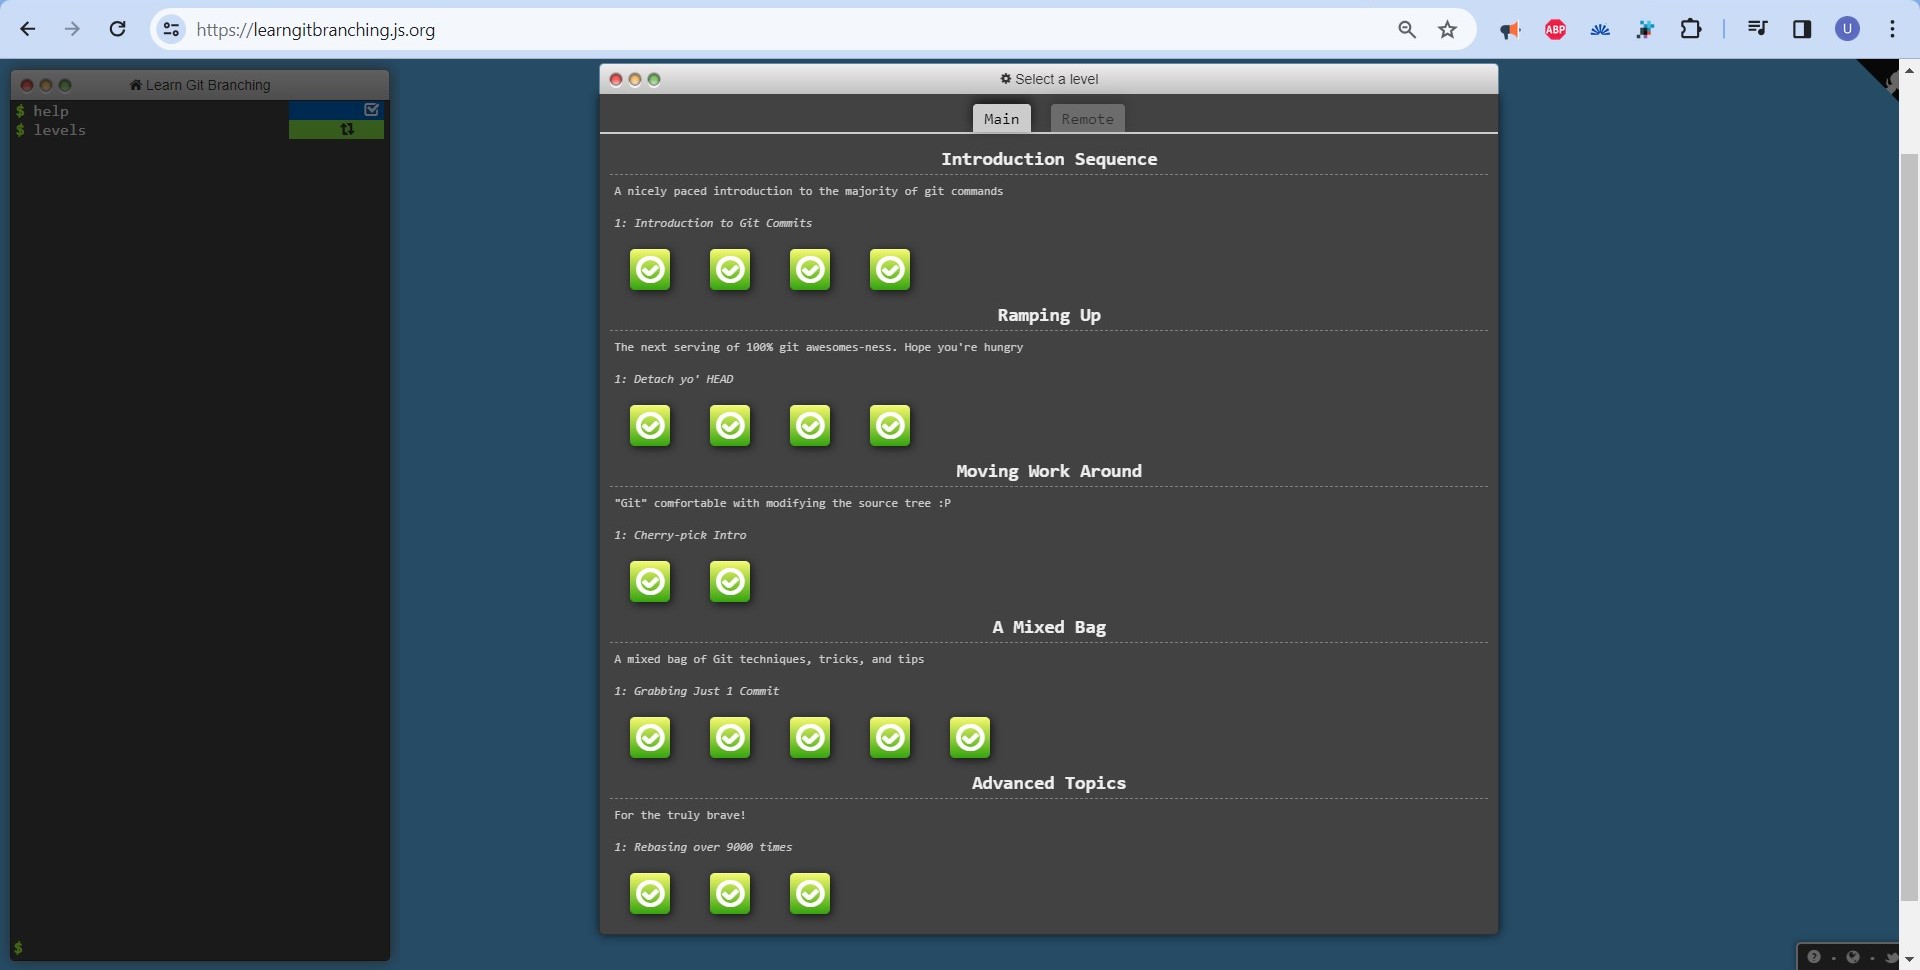 https://learngitbranching.js.org
ABP
U
Learn Git Branching
$ help
$ levels
$
Select a level
Main
Remote
Introduction Sequence
A nicely paced introduction to the majority of git commands
1: Introduction to Git Commits
Ramping Up
The next serving of 100% git awesomes-ness. Hope you're hungry
1: Detach yo' HEAD
Moving Work Around
"Git" comfortable with modifying the source tree :P
1: Cherry-pick Intro
A Mixed Bag
A mixed bag of Git techniques, tricks, and tips
1: Grabbing Just 1 Commit
Advanced Topics
For the truly brave!
1: Rebasing over 9000 times